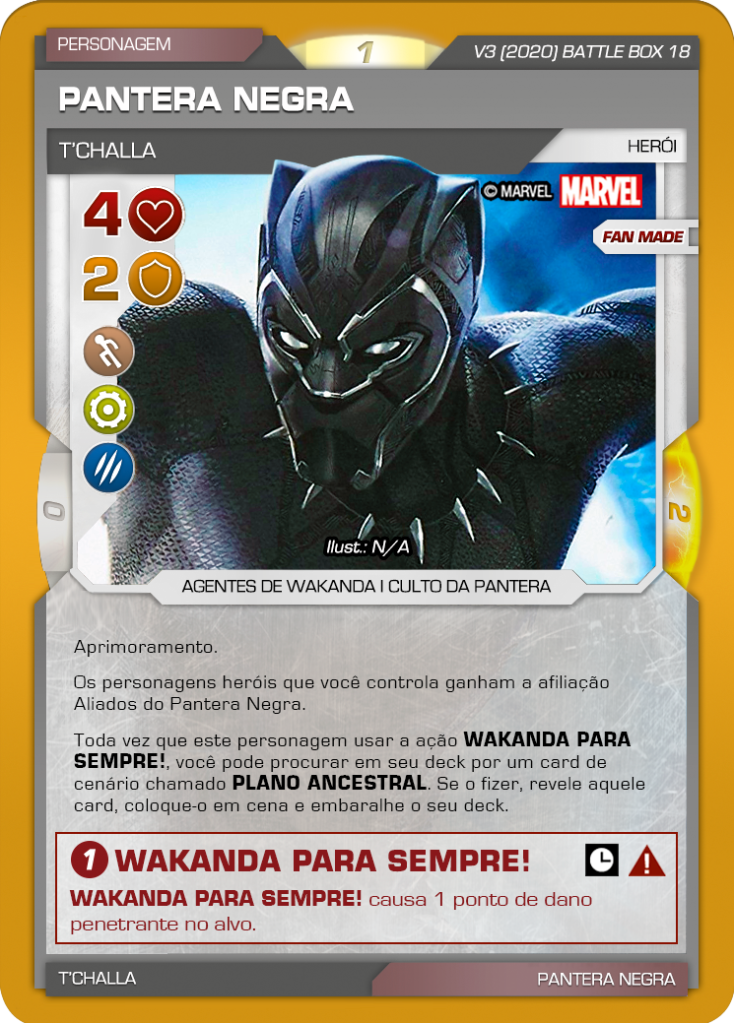 PERSONAGEM
1
V3 (2020) BATTLE BOX 18
PANTERA NEGRA
T'CHALLA
HERÓI
© MARVEL MARVEL
4
FAN MADE
2
0
2
Ilust.: N/A
AGENTES DE WAKANDA | CULTO DA PANTERA
Aprimoramento.
Os personagens heróis que você controla ganham a afiliação
Aliados do Pantera Negra.
Toda vez que este personagem usar a ação WAKANDA PARA
SEMPRE!, você pode procurar em seu deck por um card de
cenário chamado PLANO ANCESTRAL. Se o fizer, revele aquele
card, coloque-o em cena e embaralhe o seu deck.
1 WAKANDA PARA SEMPRE!
WAKANDA PARA SEMPRE! causa 1 ponto de dano
penetrante no alvo.
T'CHALLA
PANTERA NEGRA